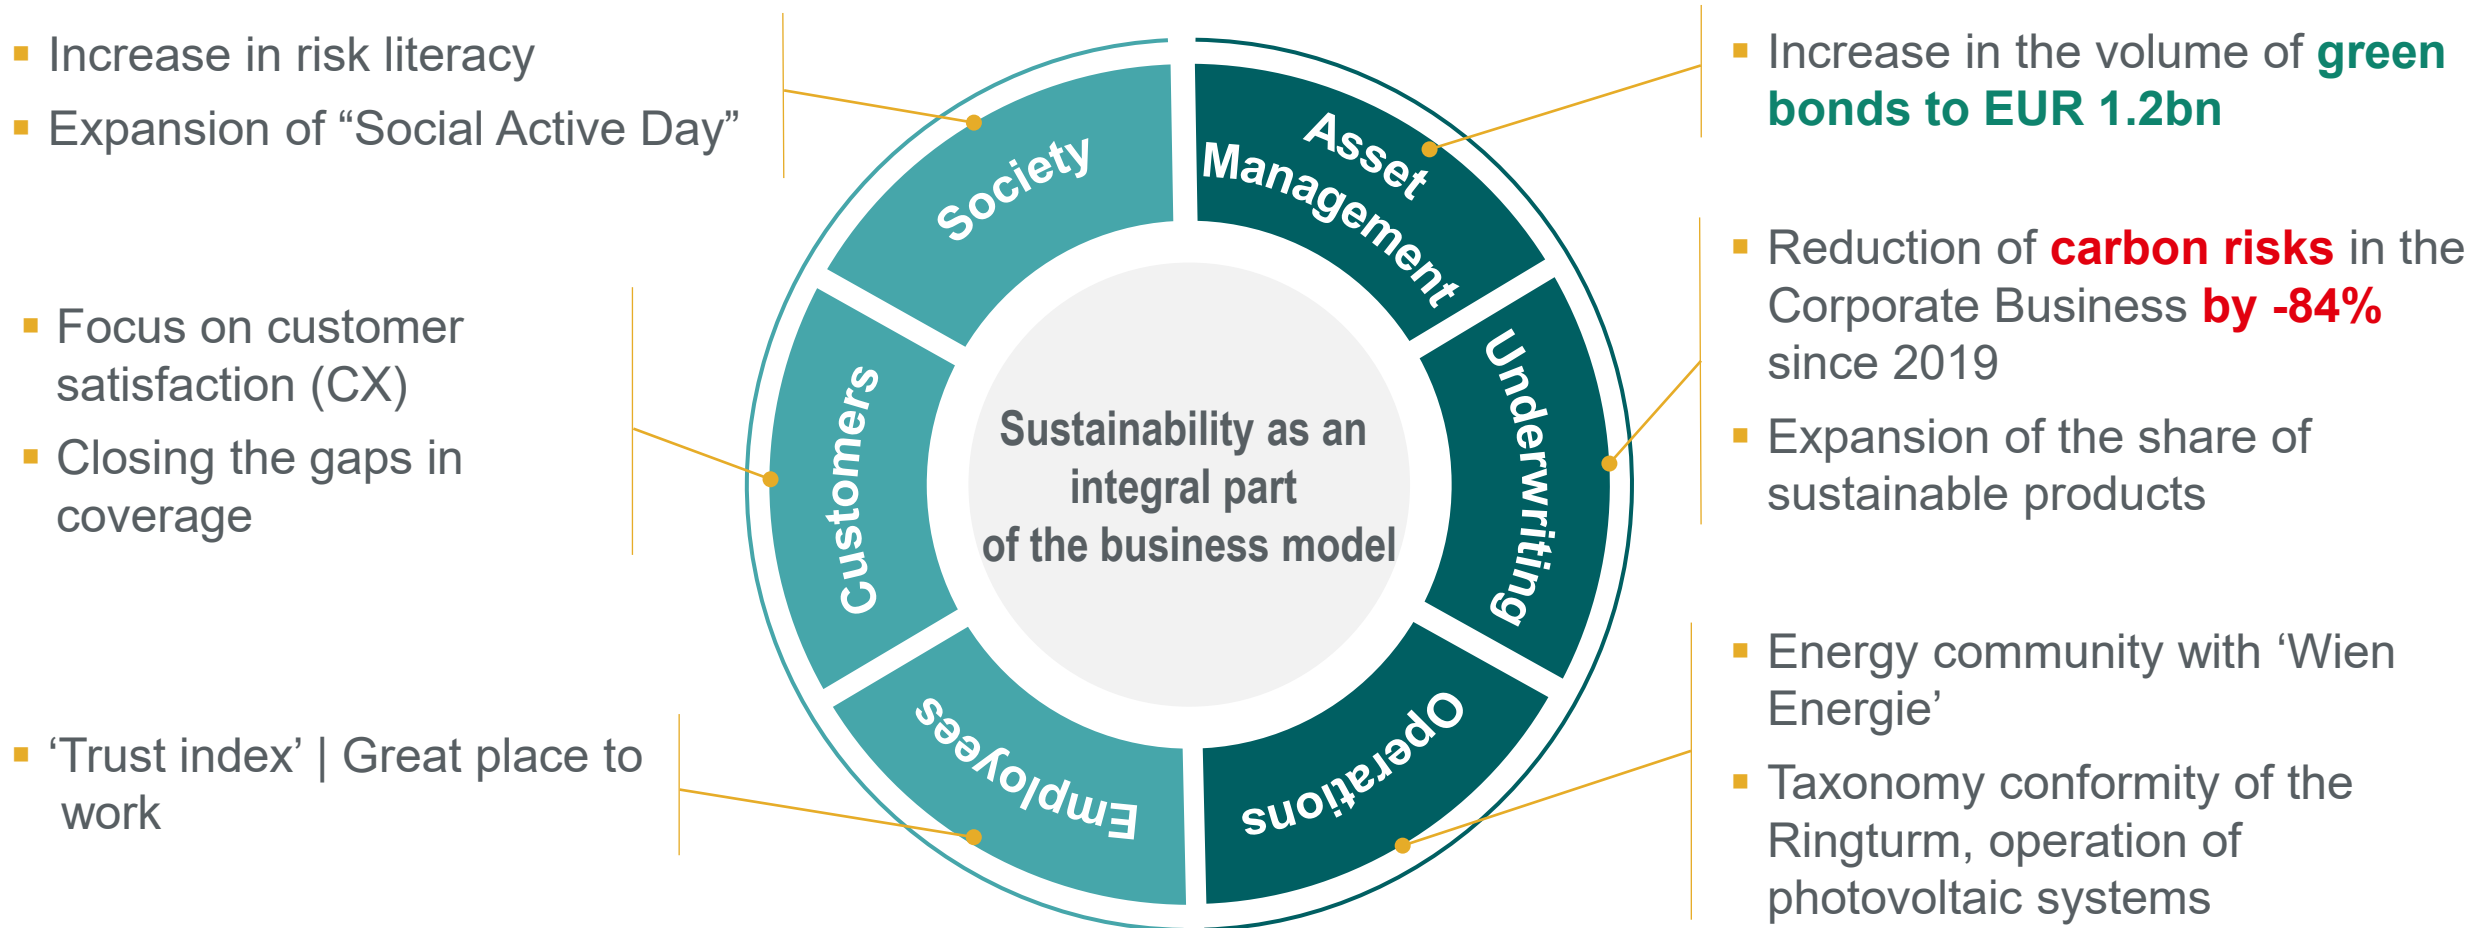 ▪ Increase in risk literacy
▪ Expansion of “Social Active Day”
▪ Focus on customer
satisfaction (CX)
▪ Closing the gaps in
coverage
▪ ‘Trust index’ | Great place to
work
Society
Customers
Employees
Asset
Management
Underwriting
Operations
Sustainability as an
integral part
of the business model
▪ Increase in the volume of green
bonds to EUR 1.2bn
▪ Reduction of carbon risks in the
Corporate Business by -84%
since 2019
▪ Expansion of the share of
sustainable products
▪ Energy community with ‘Wien
Energie’
▪ Taxonomy conformity of the
Ringturm, operation of
photovoltaic systems